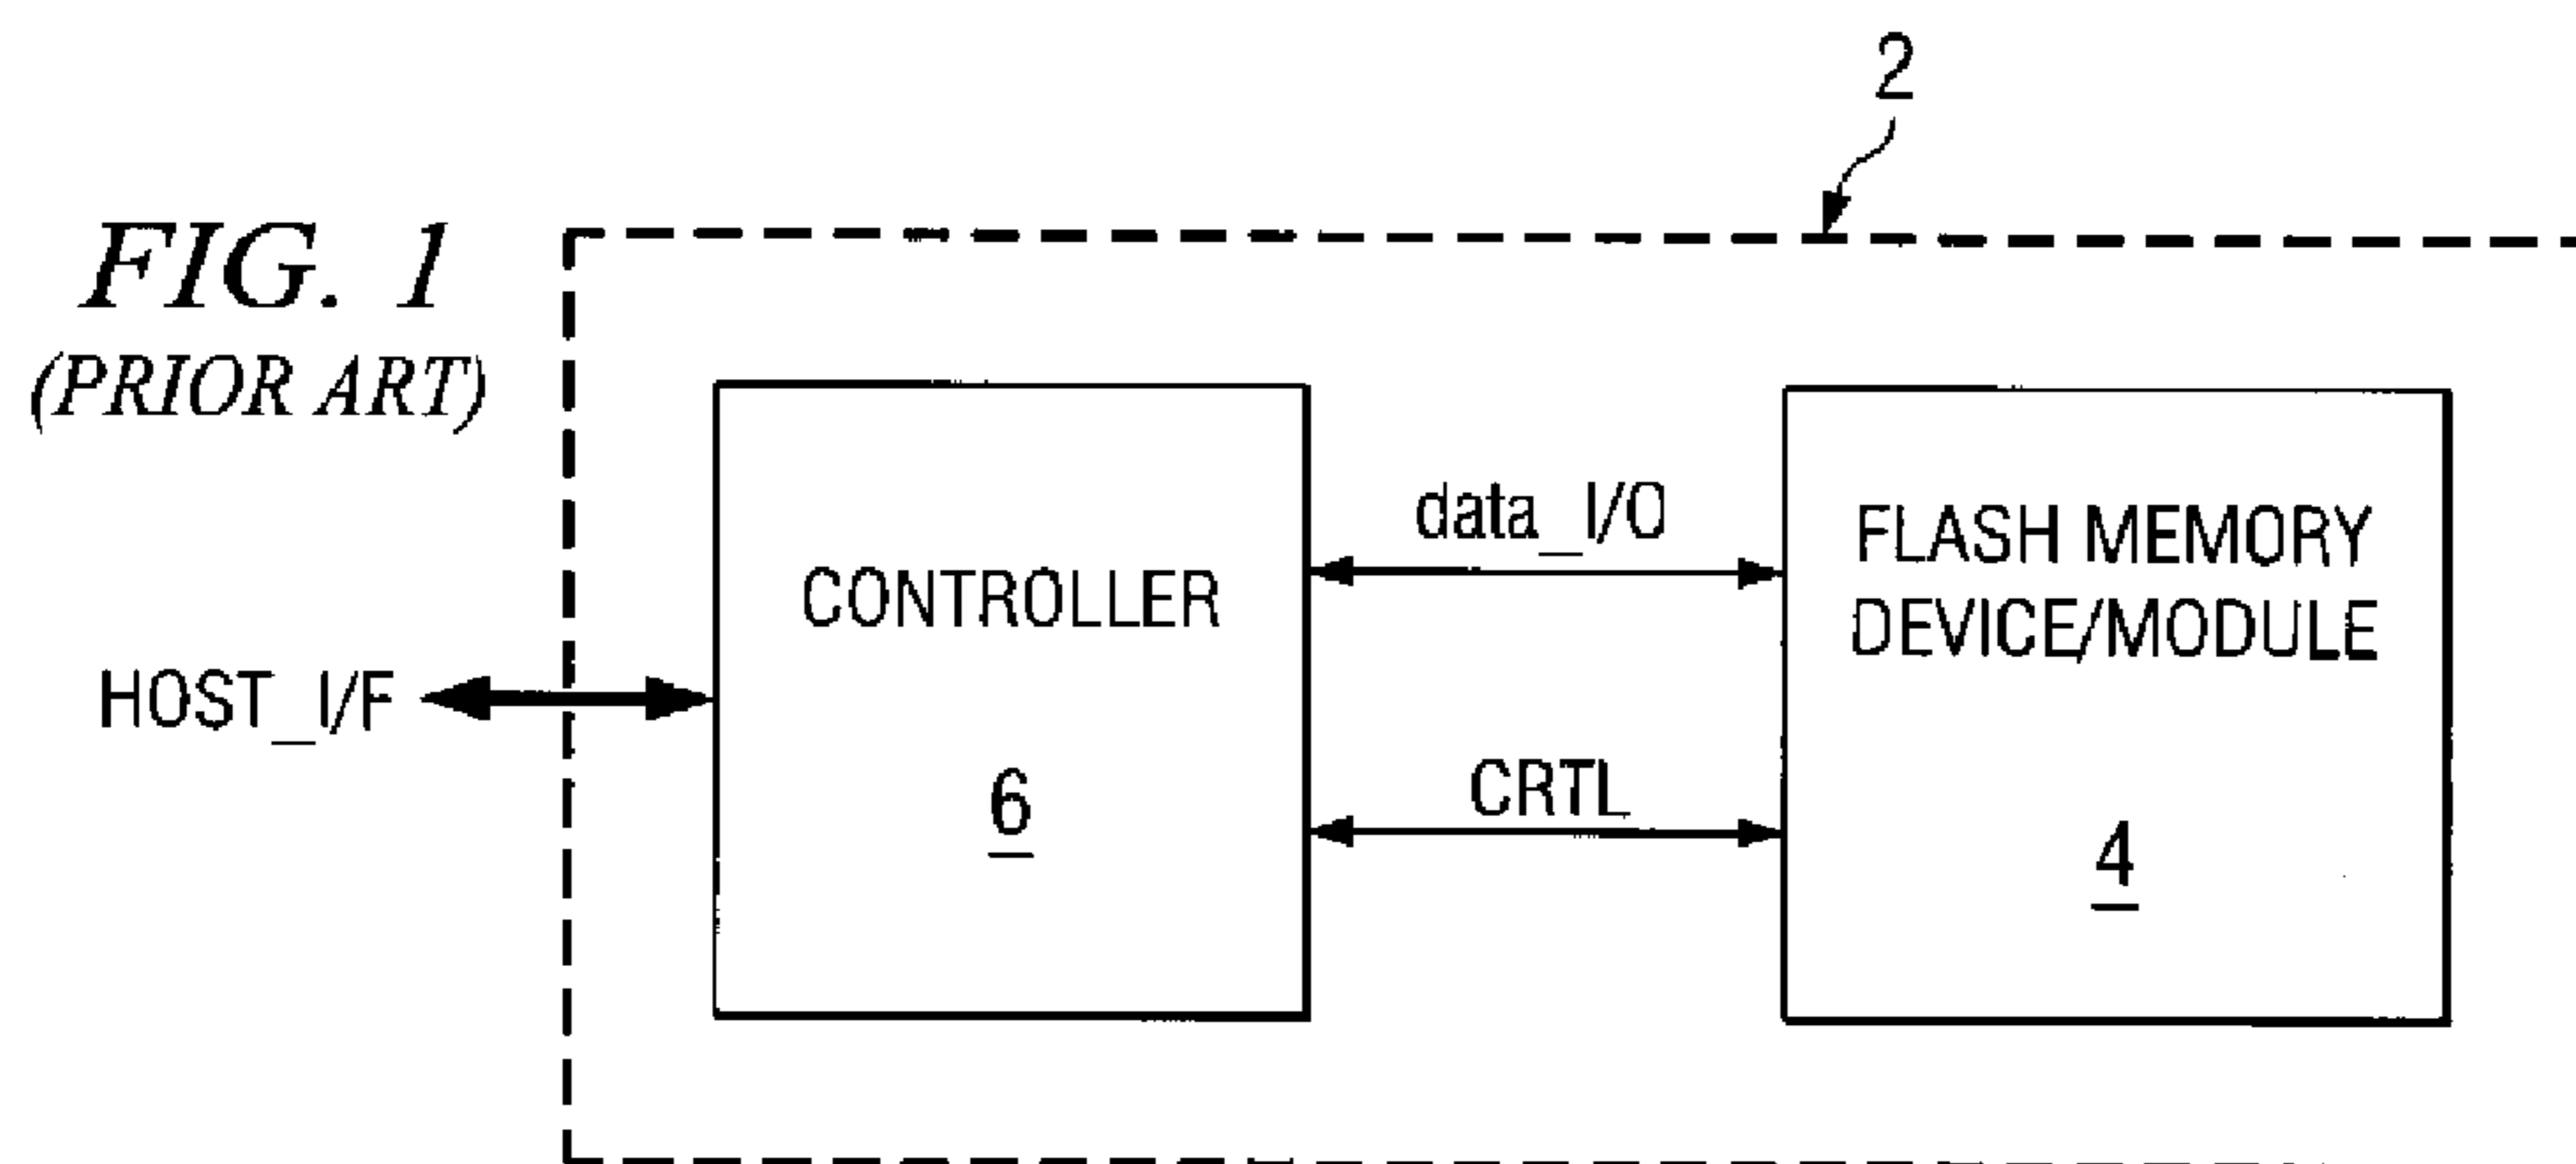 2
FIG. 1
(PRIOR ART)
HOST_I/F
CONTROLLER
6
data_I/O
CRTL
FLASH MEMORY
DEVICE/MODULE
4